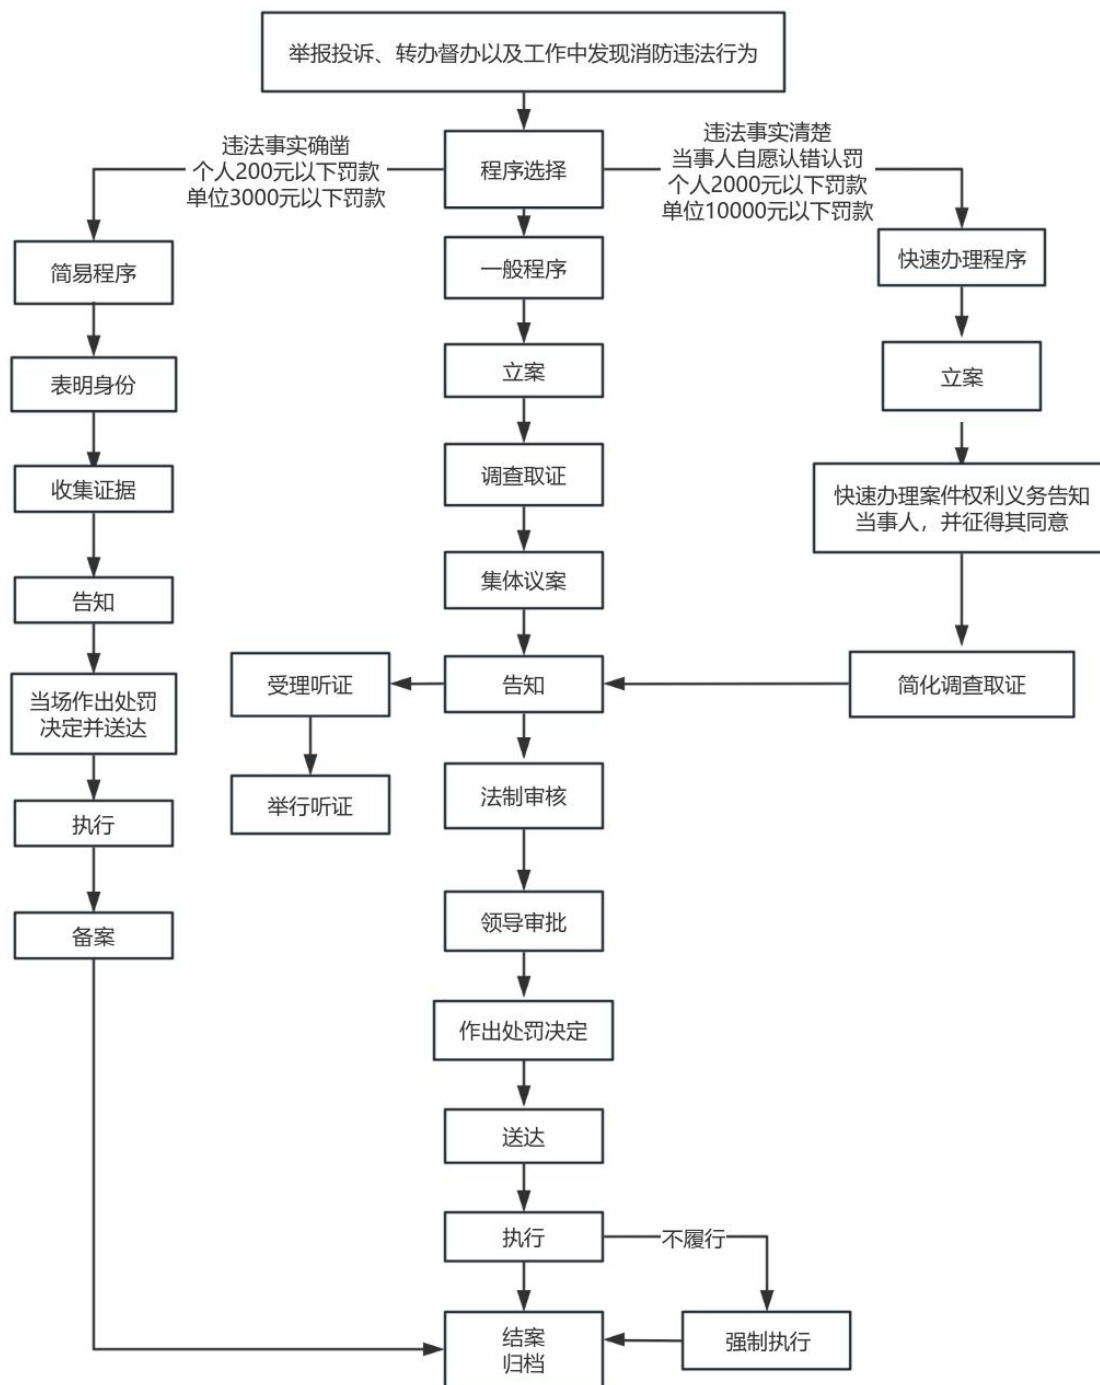 举报投诉、转办督办以及工作中发现消防违法行为
违法事实确凿
个人200元以下罚款
单位3000元以下罚款
程序选择
违法事实清楚
当事人自愿认错认罚
个人2000元以下罚款
单位10000元以下罚款
简易程序
一般程序
快速办理程序
表明身份
立案
立案
收集证据
调查取证
快速办理案件权利义务告知
当事人，并征得其同意
告知
集体议案
当场作出处罚
决定并送达
受理听证
告知
简化调查取证
执行
举行听证
法制审核
备案
领导审批
作出处罚决定
送达
执行
不履行
结案
归档
强制执行